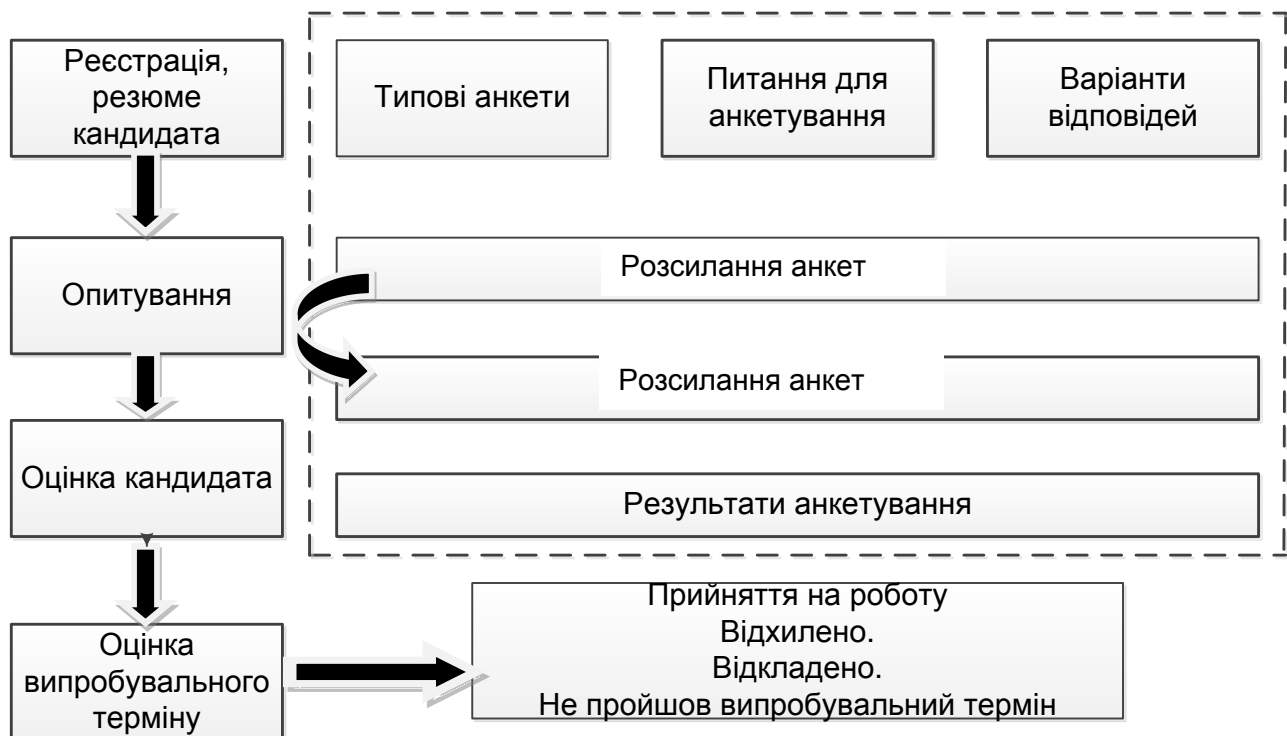 Реєстрація,
резюме
кандидата
Типові анкети
Питання для
анкетування
Варіанти
відповідей
Опитування
Розсилання анкет
Розсилання анкет
Оцінка кандидата
Результати анкетування
Оцінка
випробувального
терміну
Прийняття на роботу
Відхилено.
Відкладено.
Не пройшов випробувальний термін